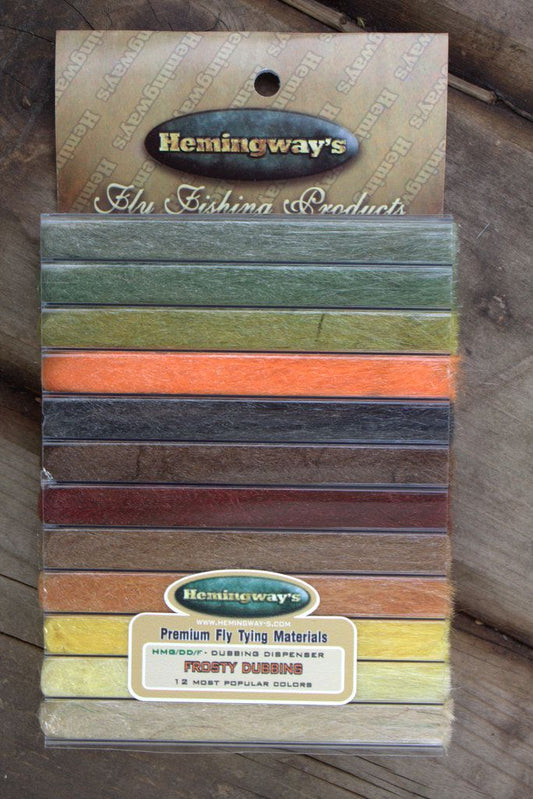 Hemingway's
Fly Fishing Products
Hemingway's
WWW.HEMINGWAY-S.COM
Premium Fly Tying Materials
HMG/DD/F - DUBBING DISPENSER
FROSTY DUBBING
12 MOST POPULAR COLORS